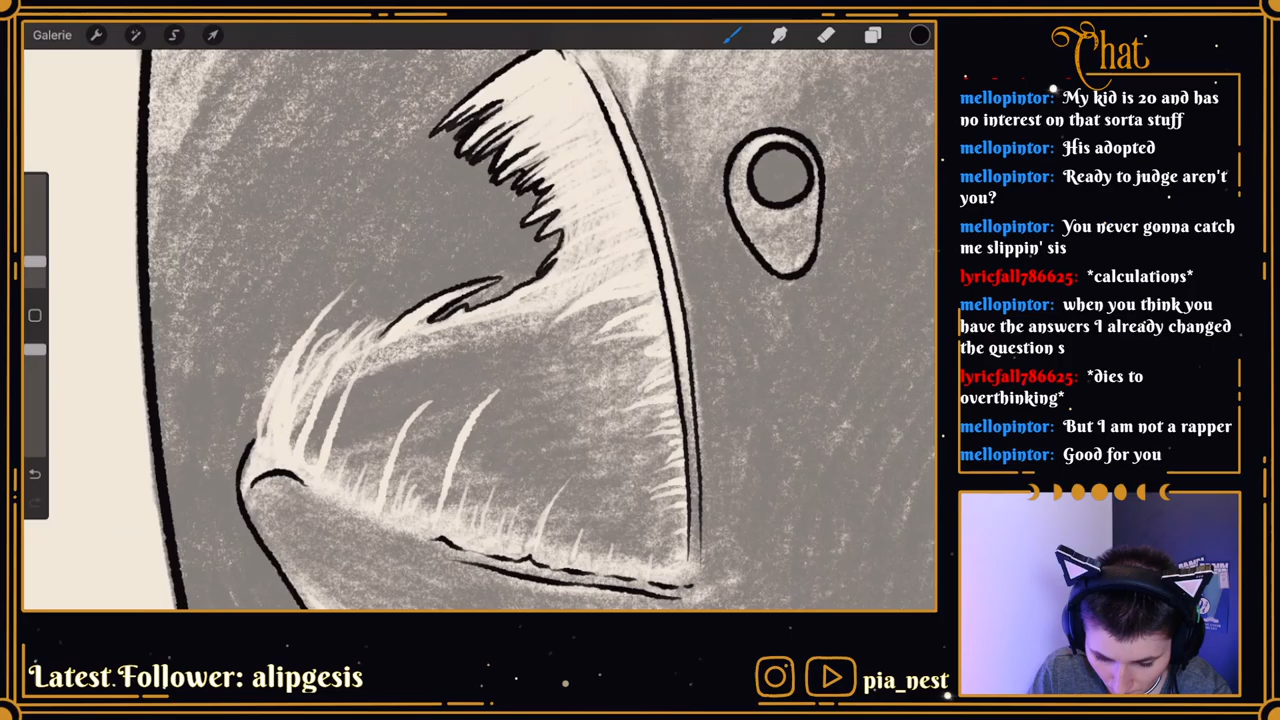 Galerie
Chat
mellopintor: My kid is 20 and has
no interest on that sorta stuff
mellopintor: His adopted
mellopintor: Ready to judge aren't
you?
mellopintor: You never gonna catch
me slippin' sis
lyricfall786625: *calculations*
mellopintor: when you think you
have the answers I already changed
the question s
lyricfall786625: *dies to
overthinking*
mellopintor: But I am not a rapper
mellopintor: Good for you
Latest Follower: alipgesis
pia_nest